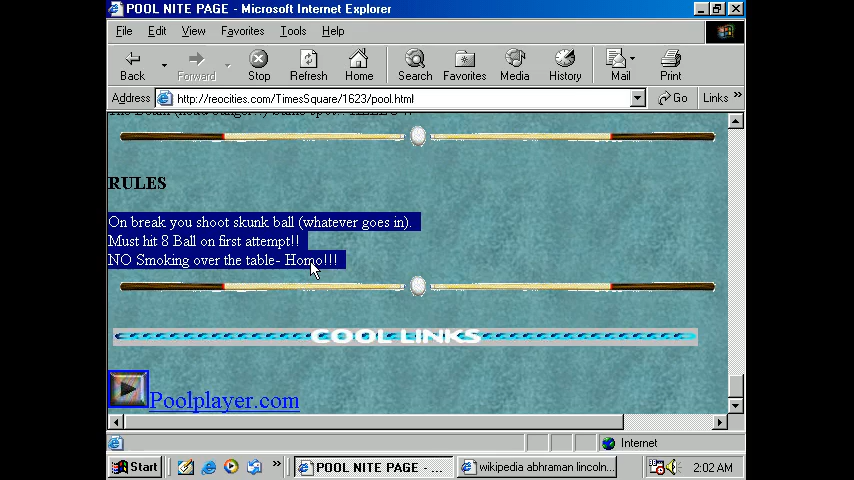 POOL NITE PAGE - Microsoft Internet Explorer
File Edit View Favorites Tools Help
Back Forward Stop Refresh Home Search Favorites Media History Mail Print
Address http://reocities.com/TimesSquare/1623/pool.html Go Links »
RULES
On break you shoot skunk ball (whatever goes in).
Must hit 8 Ball on first attempt!!
NO Smoking over the table- Homo!!!
COOL LINKS
Poolplayer.com
Internet
Start » POOL NITE PAGE - ... wikipedia abhraman lincoln... 2:02 AM